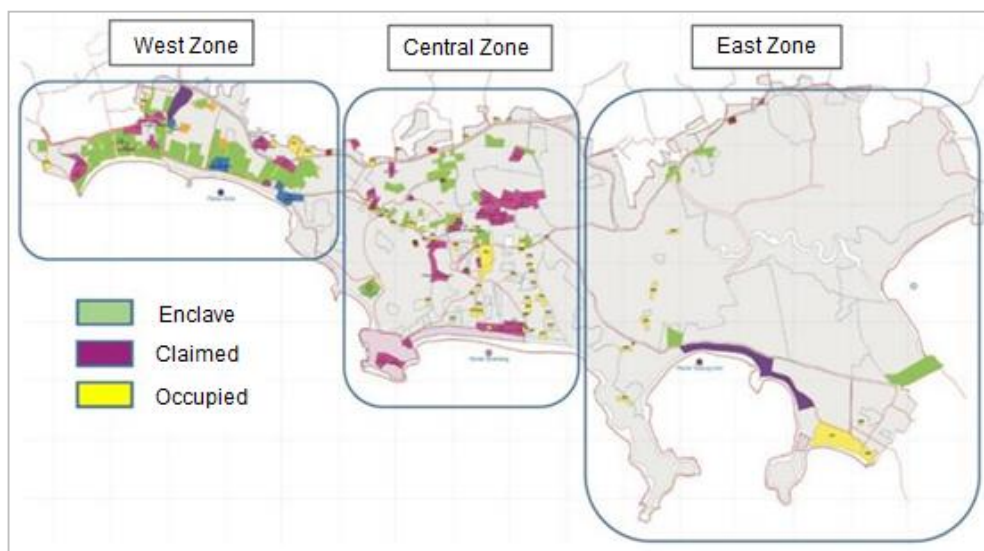 West Zone
Central Zone
East Zone
Enclave
Claimed
Occupied